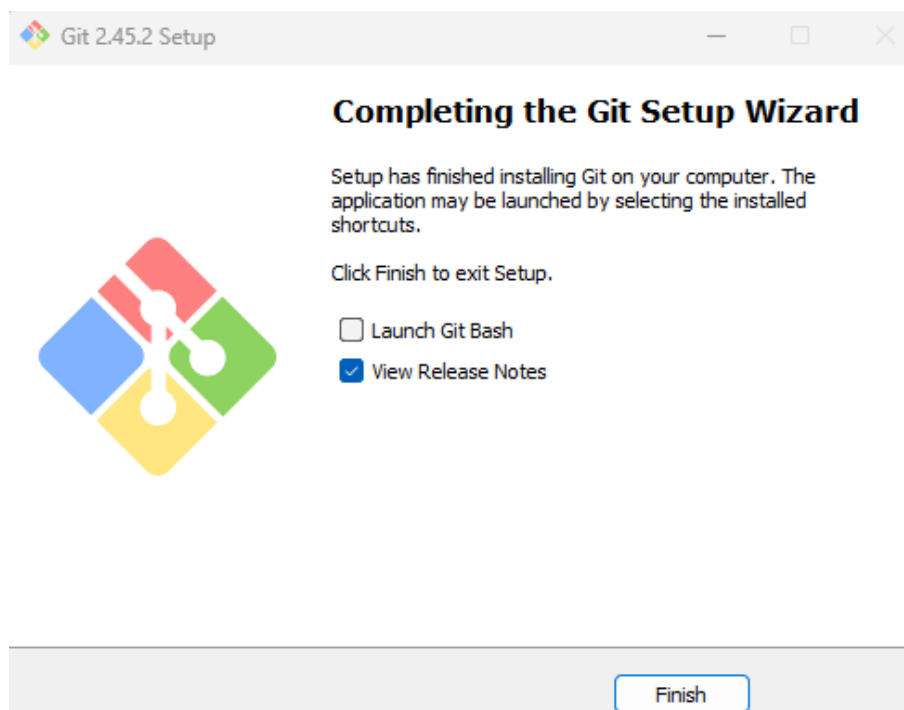 Git 2.45.2 Setup
Completing the Git Setup Wizard
Setup has finished installing Git on your computer. The
application may be launched by selecting the installed
shortcuts.
Click Finish to exit Setup.
Launch Git Bash
View Release Notes
Finish